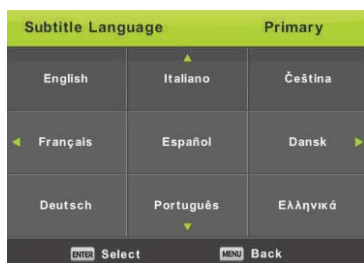 Subtitle Language Primary
English Italiano Čeština
Français Español Dansk
Deutsch Português Ελληνικά
ENTER Select MENU Back